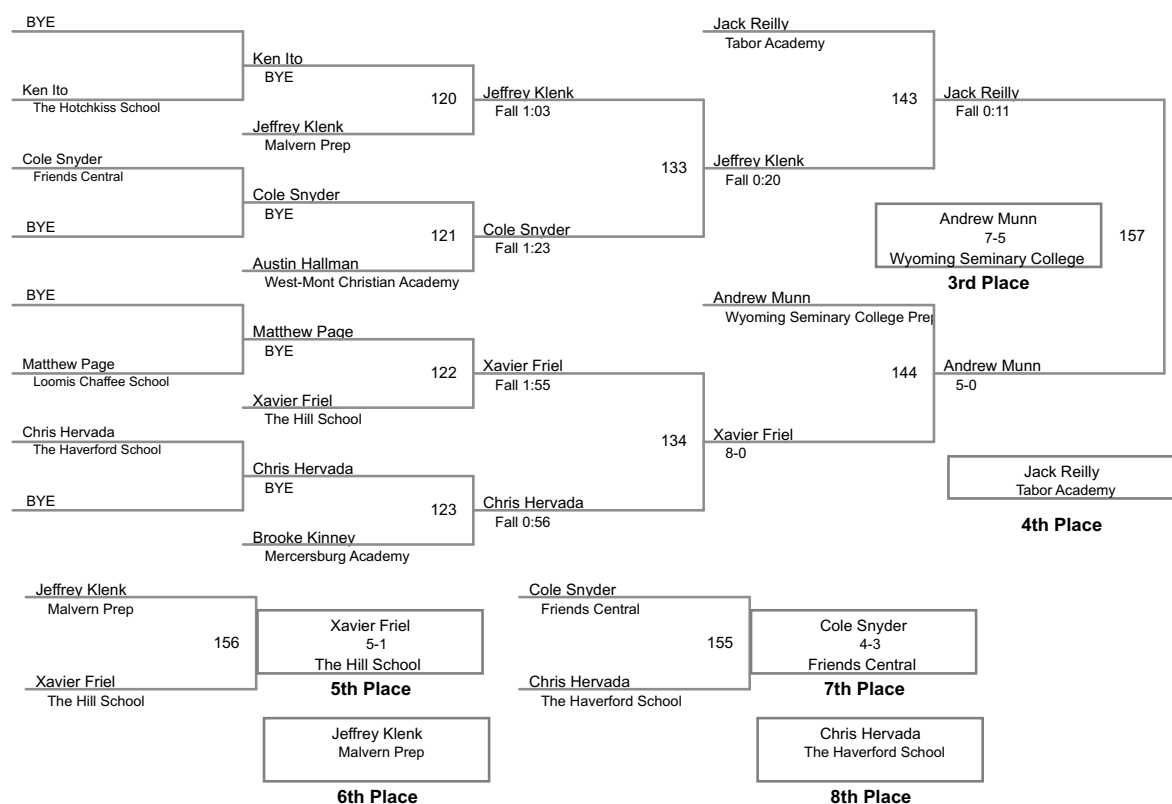 BYE
Ken Ito
The Hotchkiss School
Cole Snyder
Friends Central
BYE
BYE
Matthew Page
Loomis Chaffee School
Chris Hervada
The Haverford School
BYE
Ken Ito
BYE
120
Jeffrey Klenk
Malvern Prep
Cole Snyder
BYE
121
Austin Hallman
West-Mont Christian Academy
Matthew Page
BYE
122
Xavier Friel
The Hill School
Chris Hervada
BYE
123
Brooke Kinney
Mercersburg Academy
Jeffrey Klenk
Fall 1:03
133
Cole Snyder
Fall 1:23
Xavier Friel
Fall 1:55
134
Chris Hervada
Fall 0:56
Jack Reilly
Tabor Academy
143
Jeffrey Klenk
Fall 0:20
Andrew Munn
Wyoming Seminary College Prep
144
Xavier Friel
8-0
Jack Reilly
Fall 0:11
Andrew Munn
7-5
Wyoming Seminary College
3rd Place
157
Andrew Munn
5-0
Jack Reilly
Tabor Academy
4th Place
Jeffrey Klenk
Malvern Prep
156
Xavier Friel
The Hill School
Xavier Friel
5-1
The Hill School
5th Place
Jeffrey Klenk
Malvern Prep
6th Place
Cole Snyder
Friends Central
155
Chris Hervada
The Haverford School
Cole Snyder
4-3
Friends Central
7th Place
Chris Hervada
The Haverford School
8th Place